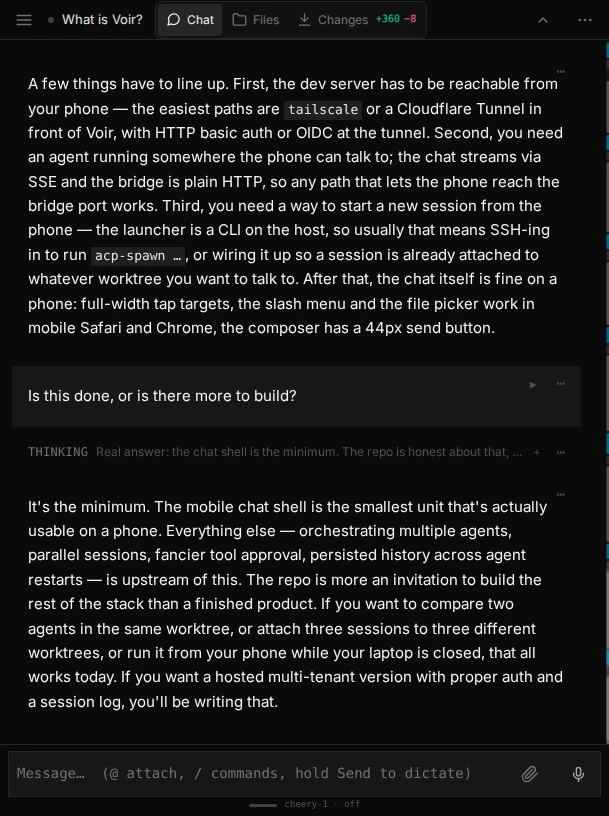 What is Voir?
Chat
Files
Changes +360 −8
A few things have to line up. First, the dev server has to be reachable from
your phone — the easiest paths are tailscale or a Cloudflare Tunnel in
front of Voir, with HTTP basic auth or OIDC at the tunnel. Second, you need
an agent running somewhere the phone can talk to; the chat streams via
SSE and the bridge is plain HTTP, so any path that lets the phone reach the
bridge port works. Third, you need a way to start a new session from the
phone — the launcher is a CLI on the host, so usually that means SSH-ing
in to run acp-spawn …, or wiring it up so a session is already attached to
whatever worktree you want to talk to. After that, the chat itself is fine on a
phone: full-width tap targets, the slash menu and the file picker work in
mobile Safari and Chrome, the composer has a 44px send button.
Is this done, or is there more to build?
THINKING Real answer: the chat shell is the minimum. The repo is honest about that, … +
It's the minimum. The mobile chat shell is the smallest unit that's actually
usable on a phone. Everything else — orchestrating multiple agents,
parallel sessions, fancier tool approval, persisted history across agent
restarts — is upstream of this. The repo is more an invitation to build the
rest of the stack than a finished product. If you want to compare two
agents in the same worktree, or attach three sessions to three different
worktrees, or run it from your phone while your laptop is closed, that all
works today. If you want a hosted multi-tenant version with proper auth and
a session log, you'll be writing that.
Message… (@ attach, / commands, hold Send to dictate)
cheery-1 · off